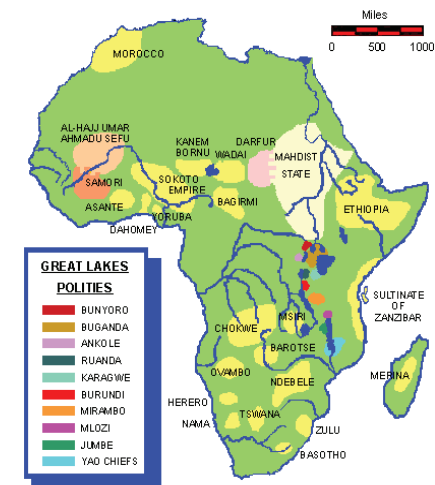 Miles
0 500 1000
MOROCCO
AL-HAJJ UMAR
AHMADU SEFU
KANEM
BORNU
DARFUR
WADAI
MAHDIST
STATE
SAMORI
SOKOTO
EMPIRE
BAGIRMI
ASANTE
YORUBA
DAHOMEY
ETHIOPIA
GREAT LAKES
POLITIES
BUNYORO
BUGANDA
ANKOLE
RUANDA
KARAGWE
BURUNDI
MIRAMBO
MLOZI
JUMBE
YAO CHIEFS
SULTINATE
OF
ZANZIBAR
MSIRI
CHOKWE
BAROTSE
OVAMBO
NDEBELE
MERINA
HERERO
NAMA
TSWANA
ZULU
BASOTHO